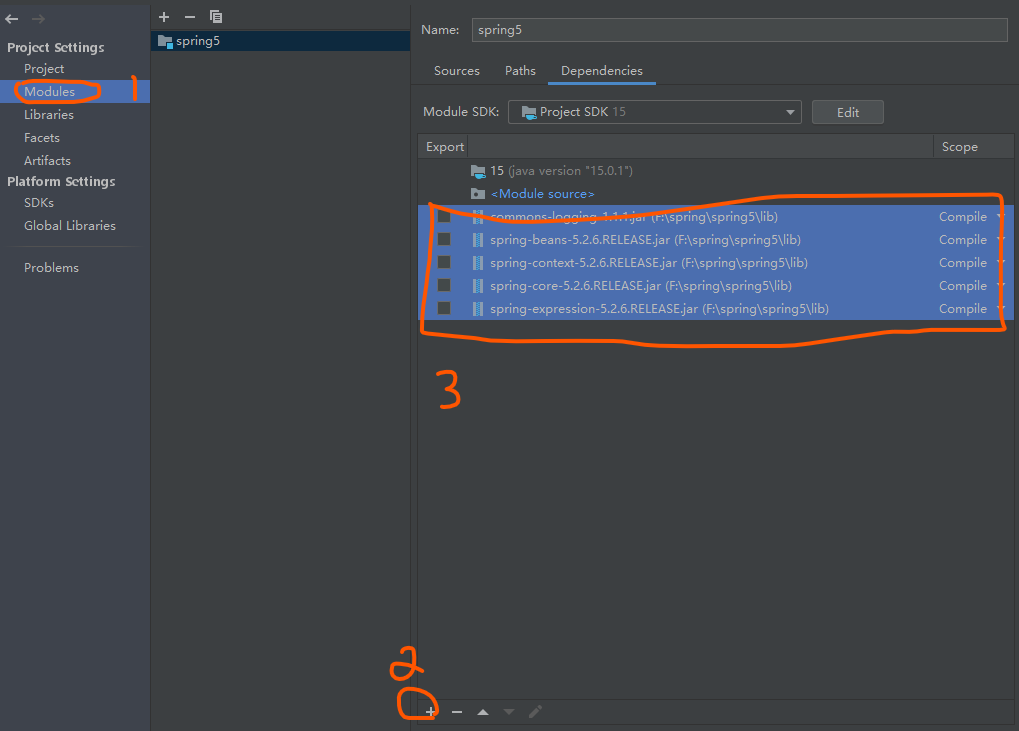 Project Settings
Project
Modules
1
Libraries
Facets
Artifacts
Platform Settings
SDKs
Global Libraries
Problems
spring5
Name: spring5
Sources Paths Dependencies
Module SDK: Project SDK 15 Edit
Export Scope
15 (java version "15.0.1")
<Module source>
commons-logging-1.1.1.jar (F:\spring\spring5\lib) Compile
spring-beans-5.2.6.RELEASE.jar (F:\spring\spring5\lib) Compile
spring-context-5.2.6.RELEASE.jar (F:\spring\spring5\lib) Compile
spring-core-5.2.6.RELEASE.jar (F:\spring\spring5\lib) Compile
spring-expression-5.2.6.RELEASE.jar (F:\spring\spring5\lib) Compile
3
2